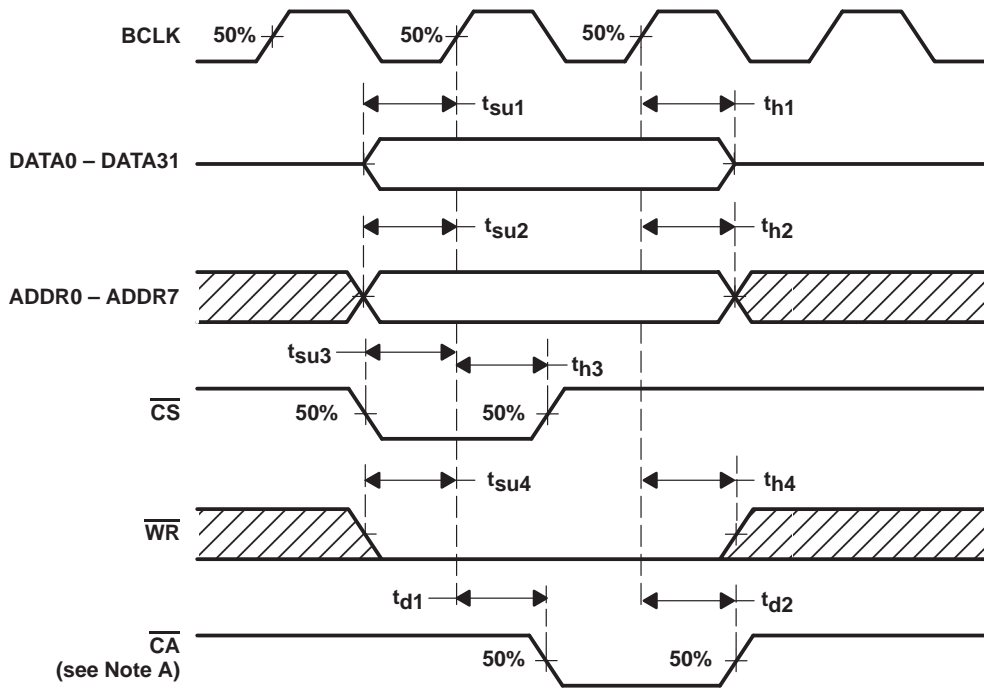 BCLK 50% 50% 50%
tsu1 th1
DATA0 – DATA31
tsu2 th2
ADDR0 – ADDR7
tsu3 th3
CS 50% 50%
tsu4 th4
WR
td1 td2
CA
(see Note A) 50% 50%